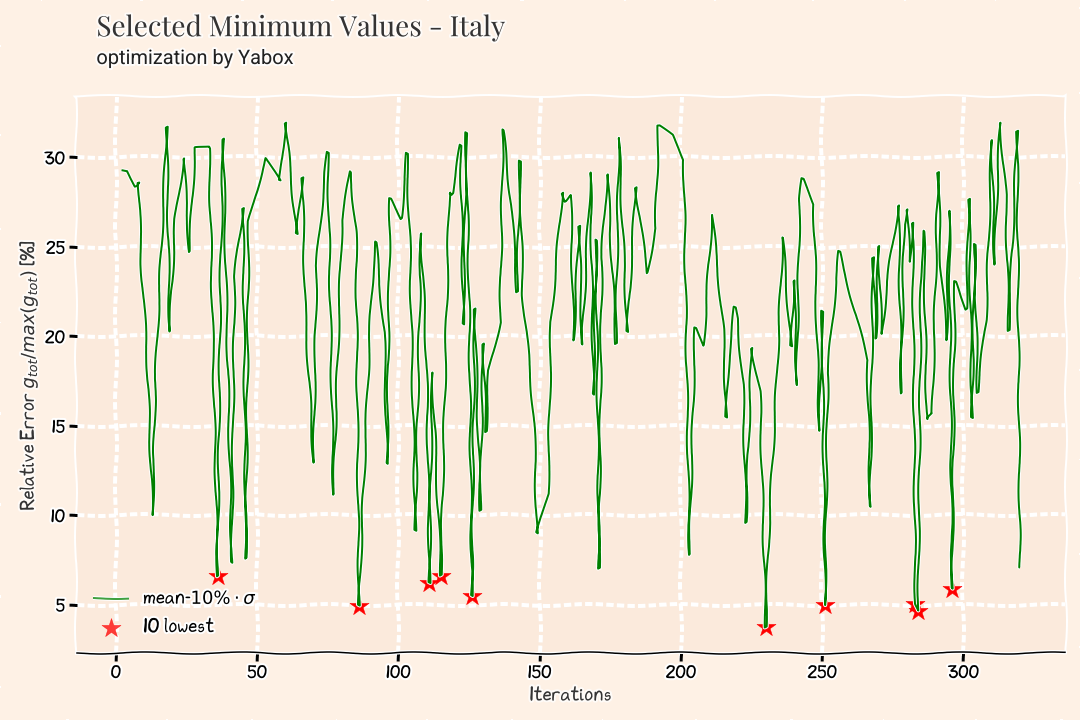 Selected Minimum Values - Italy
optimization by Yabox
Relative Error g_tot/max(g_tot) [%]
30
25
20
15
10
5
mean-10% · σ
10 lowest
0 50 100 150 200 250 300
Iterations